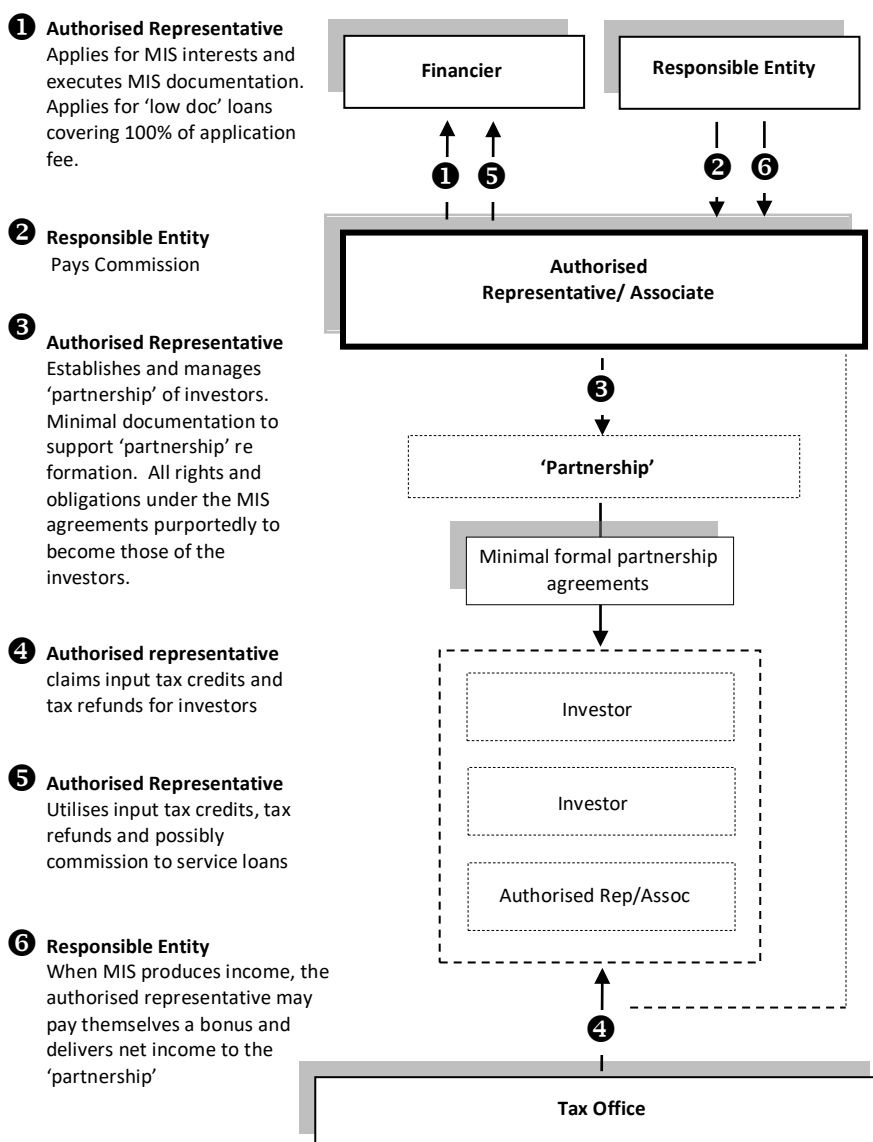 ❶ Authorised Representative
Applies for MIS interests and
executes MIS documentation.
Applies for ‘low doc’ loans
covering 100% of application
fee.
❷ Responsible Entity
Pays Commission
❸
Authorised Representative
Establishes and manages
‘partnership’ of investors.
Minimal documentation to
support ‘partnership’ re
formation. All rights and
obligations under the MIS
agreements purportedly to
become those of the
investors.
❹ Authorised representative
claims input tax credits and
tax refunds for investors
❺ Authorised Representative
Utilises input tax credits, tax
refunds and possibly
commission to service loans
❻ Responsible Entity
When MIS produces income, the
authorised representative may
pay themselves a bonus and
delivers net income to the
‘partnership’
Financier
Responsible Entity
❶ ❺
❷ ❻
Authorised
Representative/ Associate
❸
‘Partnership’
Minimal formal partnership
agreements
Investor
Investor
Authorised Rep/Assoc
❹
Tax Office